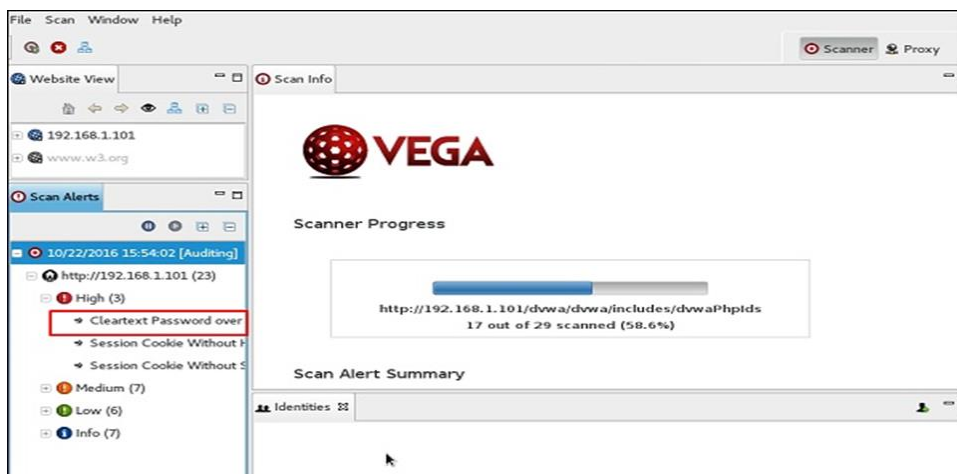 File Scan Window Help
Scanner Proxy
Website View
Scan Info
192.168.1.101
www.w3.org
VEGA
Scan Alerts
Scanner Progress
10/22/2016 15:54:02 [Auditing]
http://192.168.1.101 (23)
High (3)
Cleartext Password over
Session Cookie Without H
Session Cookie Without S
Medium (7)
Low (6)
Info (7)
http://192.168.1.101/dvwa/dvwa/includes/dvwaPhpIds
17 out of 29 scanned (58.6%)
Scan Alert Summary
Identities